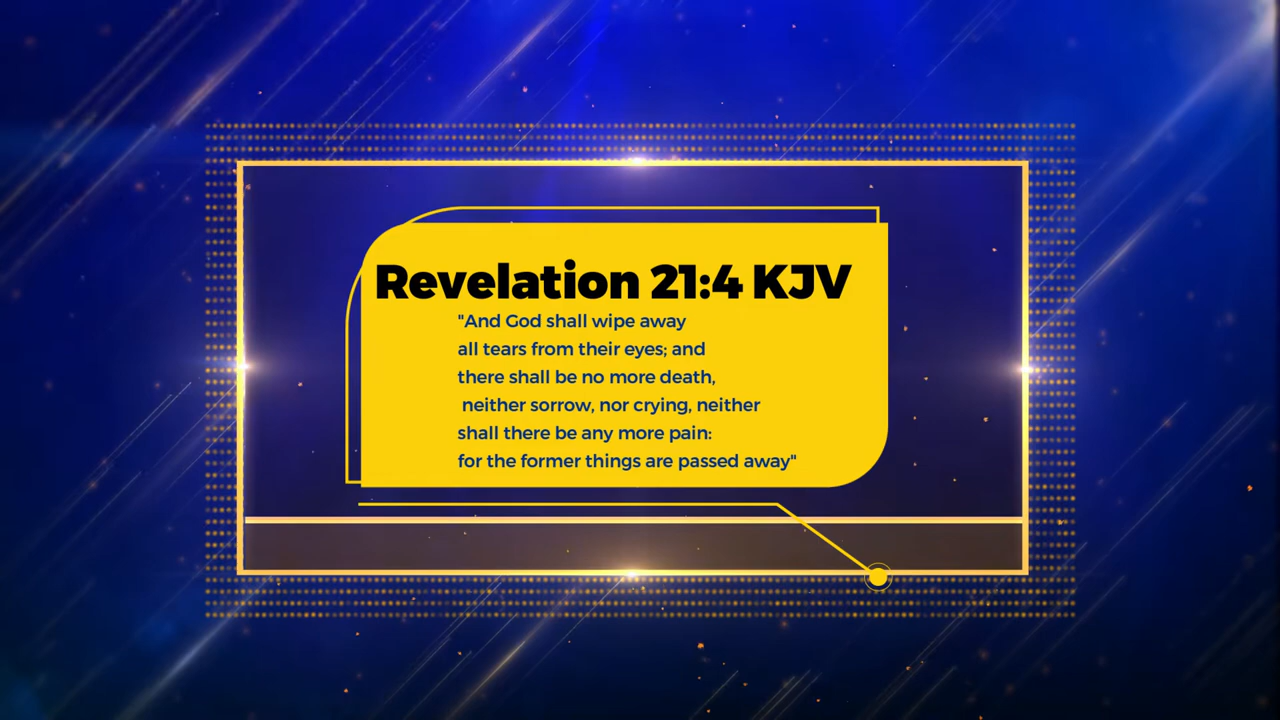 Revelation 21:4 KJV
"And God shall wipe away
all tears from their eyes; and
there shall be no more death,
neither sorrow, nor crying, neither
shall there be any more pain:
for the former things are passed away"